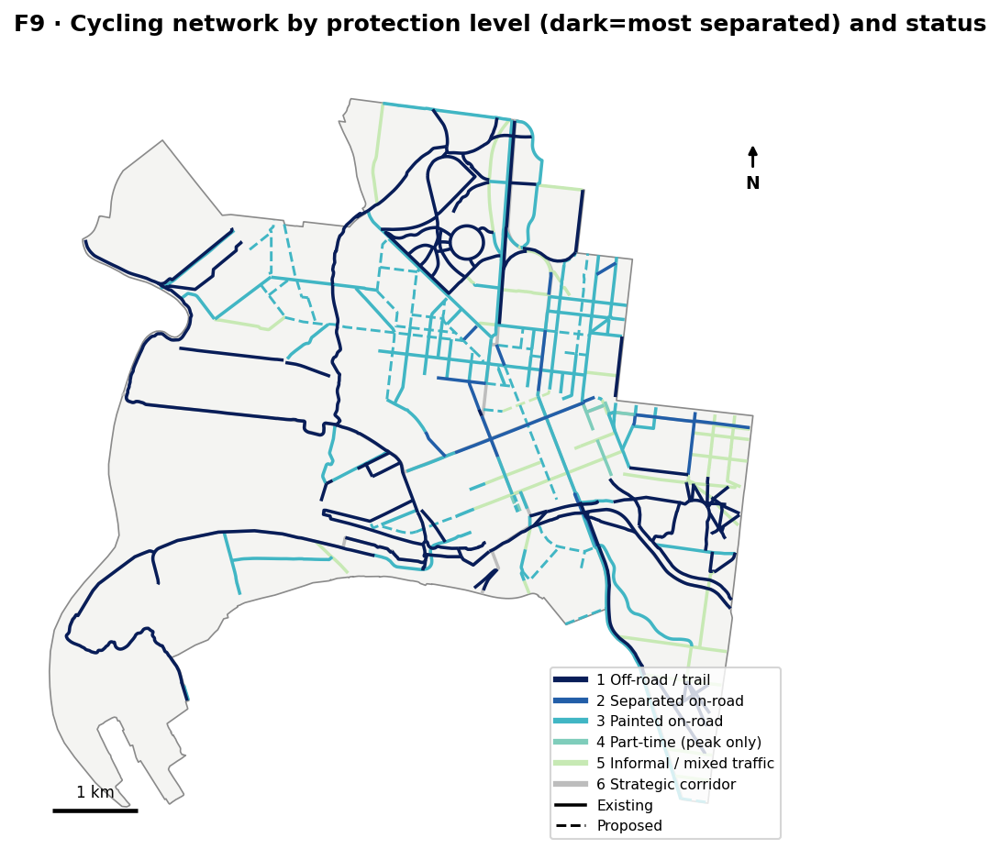 F9 · Cycling network by protection level (dark=most separated) and status
N
1 Off-road / trail
2 Separated on-road
3 Painted on-road
4 Part-time (peak only)
5 Informal / mixed traffic
6 Strategic corridor
Existing
Proposed
1 km